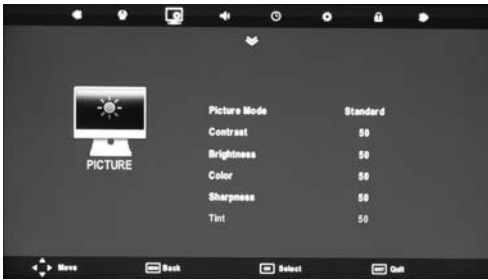 Picture Mode Standard
Contrast 50
Brightness 50
Color 50
Sharpness 50
Tint 50
PICTURE
Move Back Select Quit